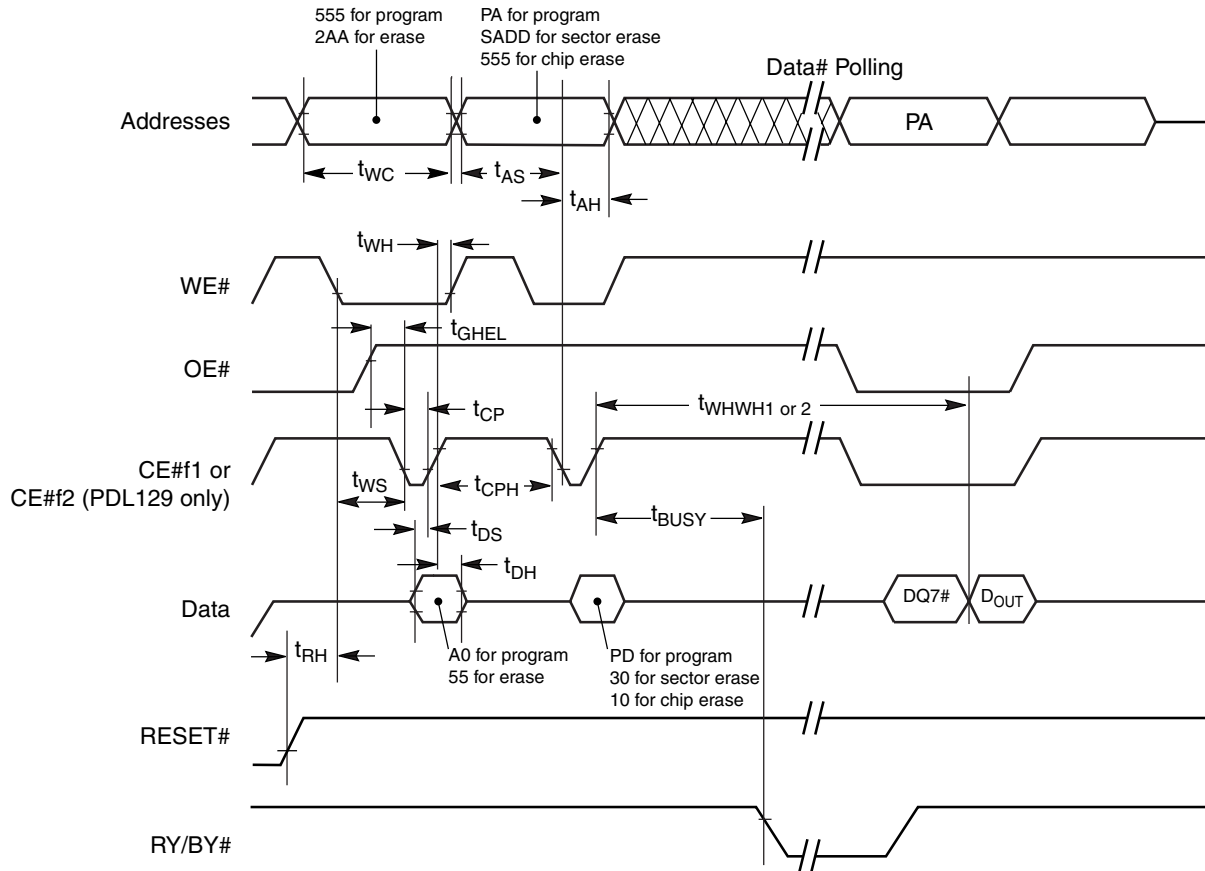 555 for program
2AA for erase
PA for program
SADD for sector erase
555 for chip erase
Data# Polling
Addresses
PA
tWC
tAS
tAH
tWH
WE#
tGHEL
OE#
tCP
tWHWH1 or 2
CE#f1 or
CE#f2 (PDL129 only)
tWS
tCPH
tBUSY
tDS
tDH
Data
DQ7#
DOUT
tRH
A0 for program
55 for erase
PD for program
30 for sector erase
10 for chip erase
RESET#
RY/BY#